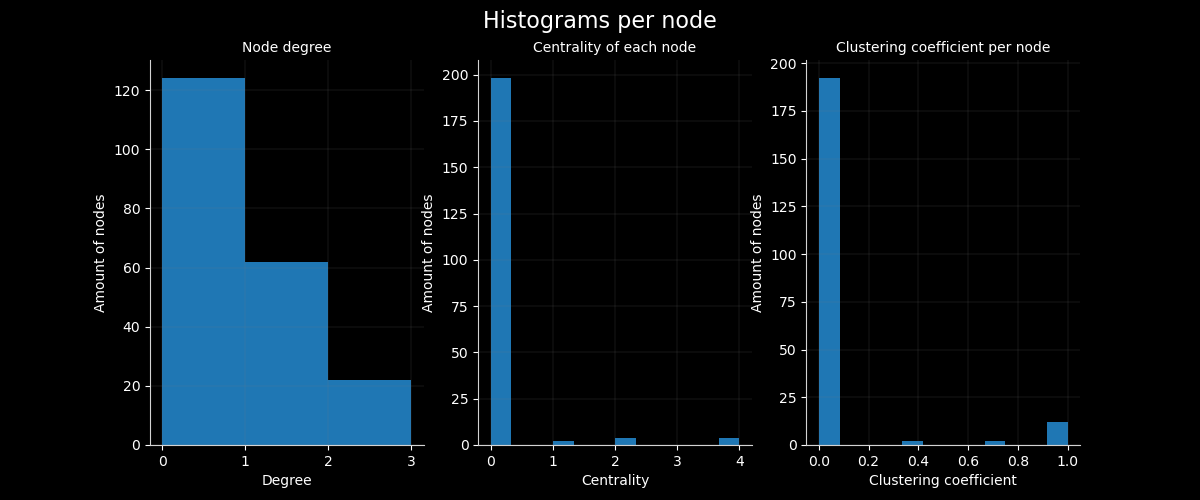 Histograms per node
Node degree
Amount of nodes
120
100
80
60
40
20
0
0 1 2 3
Degree
Centrality of each node
Amount of nodes
200
175
150
125
100
75
50
25
0
0 1 2 3 4
Centrality
Clustering coefficient per node
Amount of nodes
200
175
150
125
100
75
50
25
0
0.0 0.2 0.4 0.6 0.8 1.0
Clustering coefficient